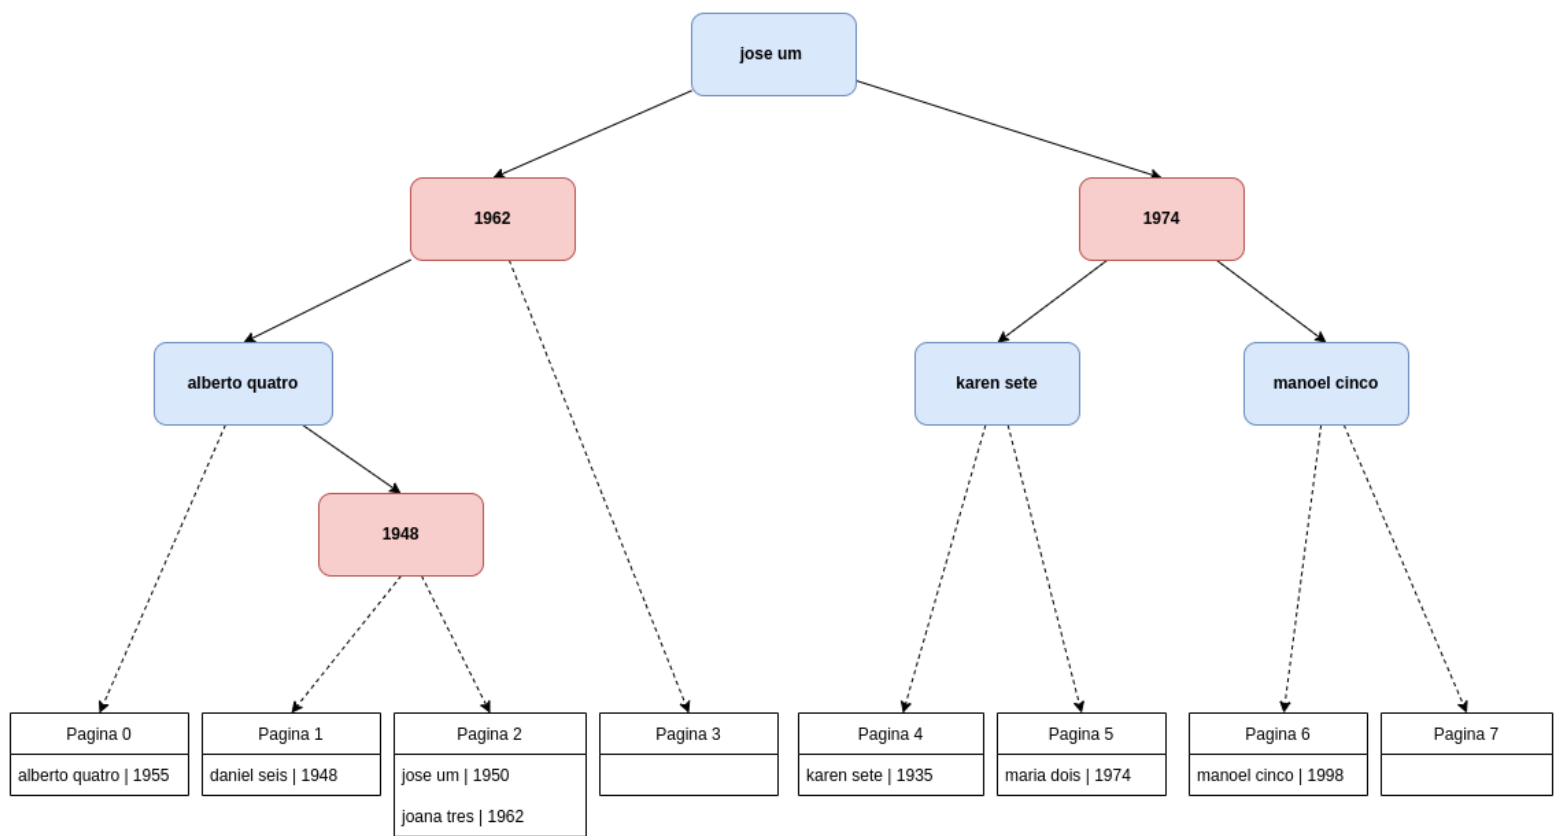 jose um
1962
1974
alberto quatro
karen sete
manoel cinco
1948
Pagina 0
alberto quatro | 1955
Pagina 1
daniel seis | 1948
Pagina 2
jose um | 1950
joana tres | 1962
Pagina 3
Pagina 4
karen sete | 1935
Pagina 5
maria dois | 1974
Pagina 6
manoel cinco | 1998
Pagina 7